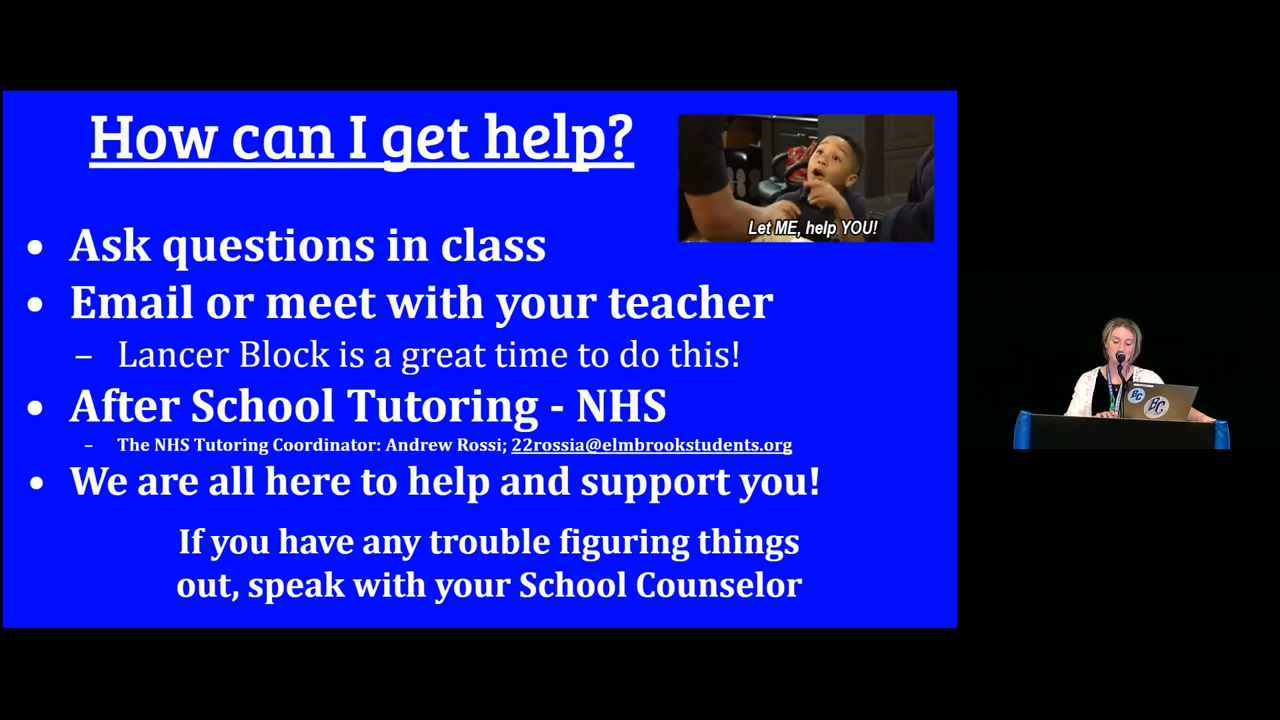 How can I get help?
Let ME, help YOU!
• Ask questions in class
• Email or meet with your teacher
– Lancer Block is a great time to do this!
• After School Tutoring - NHS
– The NHS Tutoring Coordinator: Andrew Rossi; 22rossia@elmbrookstudents.org
• We are all here to help and support you!
If you have any trouble figuring things
out, speak with your School Counselor
BC
BC